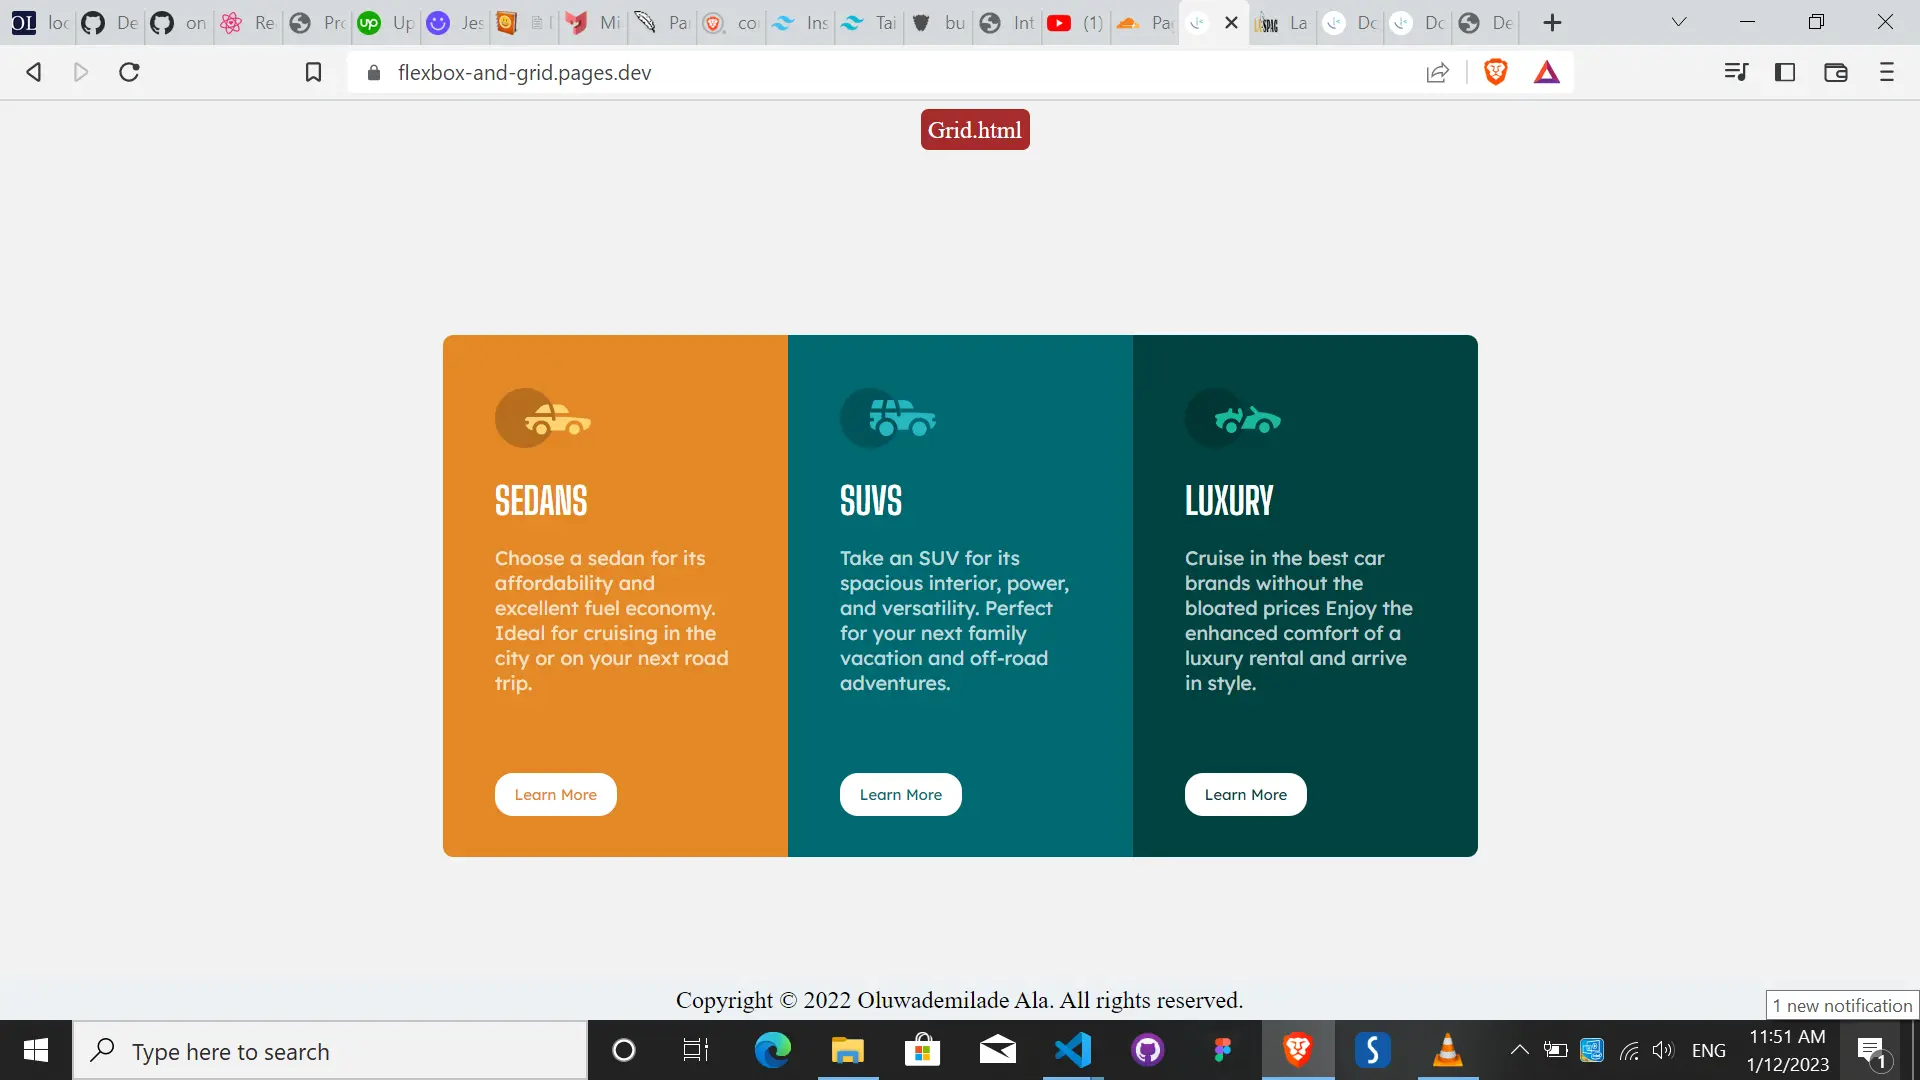 loc De on Re Pro Up Jes Mi Pa co Ins Tai bu Int (1) Pag La Do Do De
flexbox-and-grid.pages.dev
Grid.html
SEDANS
Choose a sedan for its
affordability and
excellent fuel economy.
Ideal for cruising in the
city or on your next road
trip.
Learn More
SUVS
Take an SUV for its
spacious interior, power,
and versatility. Perfect
for your next family
vacation and off-road
adventures.
Learn More
LUXURY
Cruise in the best car
brands without the
bloated prices Enjoy the
enhanced comfort of a
luxury rental and arrive
in style.
Learn More
Copyright © 2022 Oluwademilade Ala. All rights reserved.
1 new notification
Type here to search
ENG
11:51 AM
1/12/2023
1